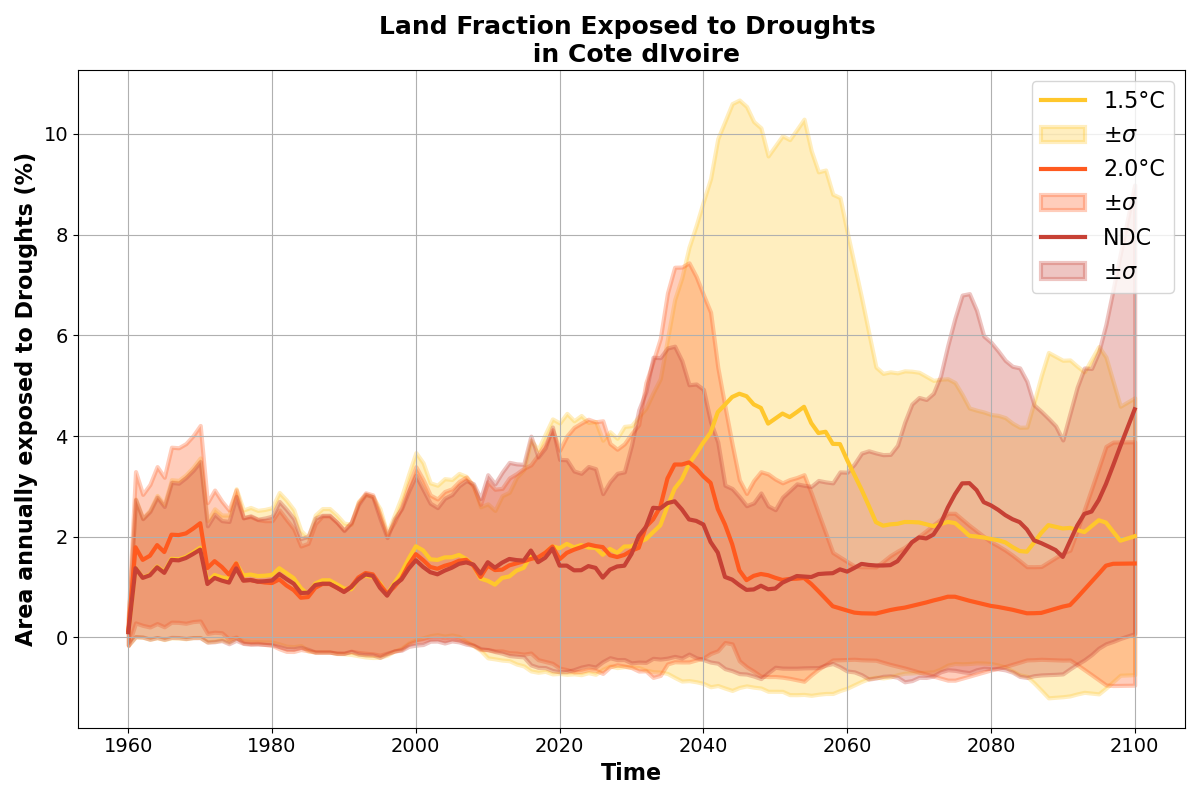 Land Fraction Exposed to Droughts
in Cote dIvoire
Area annually exposed to Droughts (%)
10
8
6
4
2
0
1960
1980
2000
2020
2040
2060
2080
2100
Time
1.5°C
±σ
2.0°C
±σ
NDC
±σ